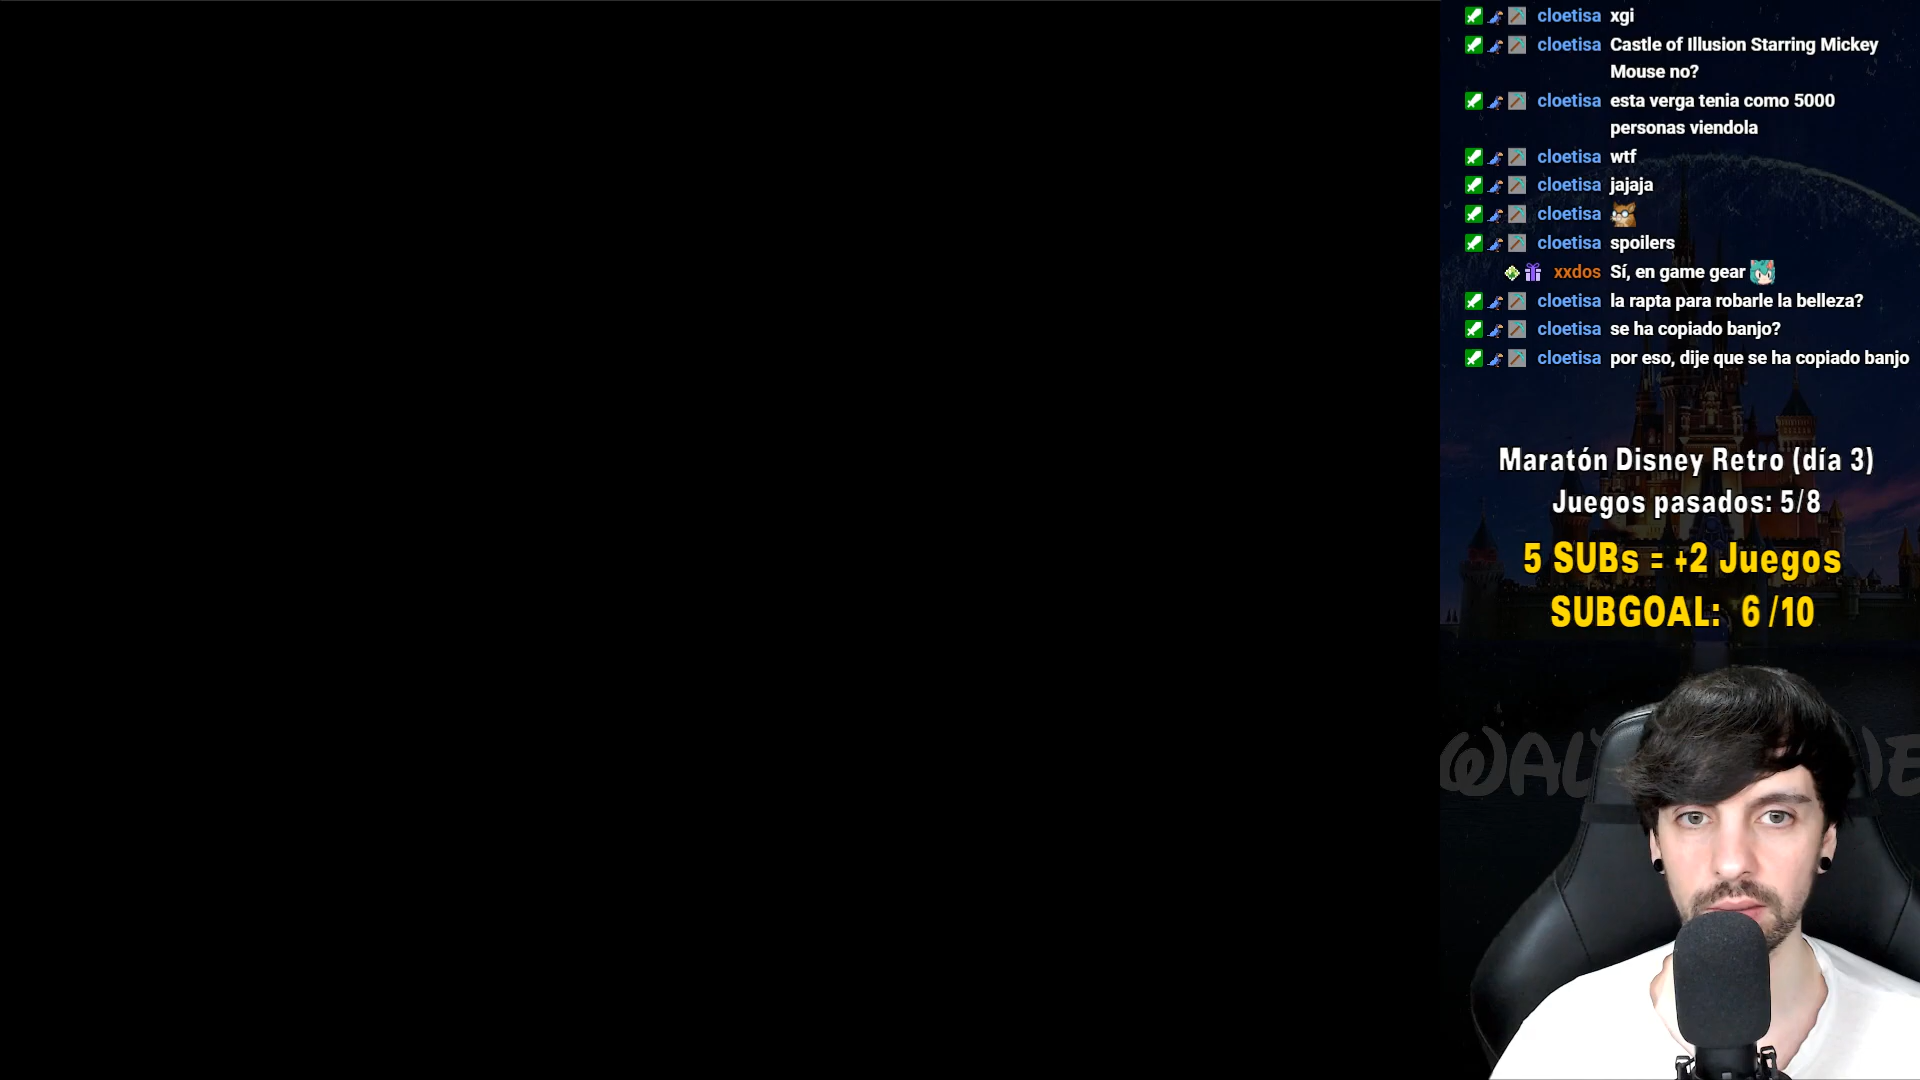 cloetisa xgi
cloetisa Castle of Illusion Starring Mickey
Mouse no?
cloetisa esta verga tenia como 5000
personas viendola
cloetisa wtf
cloetisa jajaja
cloetisa
cloetisa spoilers
xxdos Sí, en game gear
cloetisa la rapta para robarle la belleza?
cloetisa se ha copiado banjo?
cloetisa por eso, dije que se ha copiado banjo
Maratón Disney Retro (día 3)
Juegos pasados: 5/8
5 SUBs = +2 Juegos
SUBGOAL: 6 /10